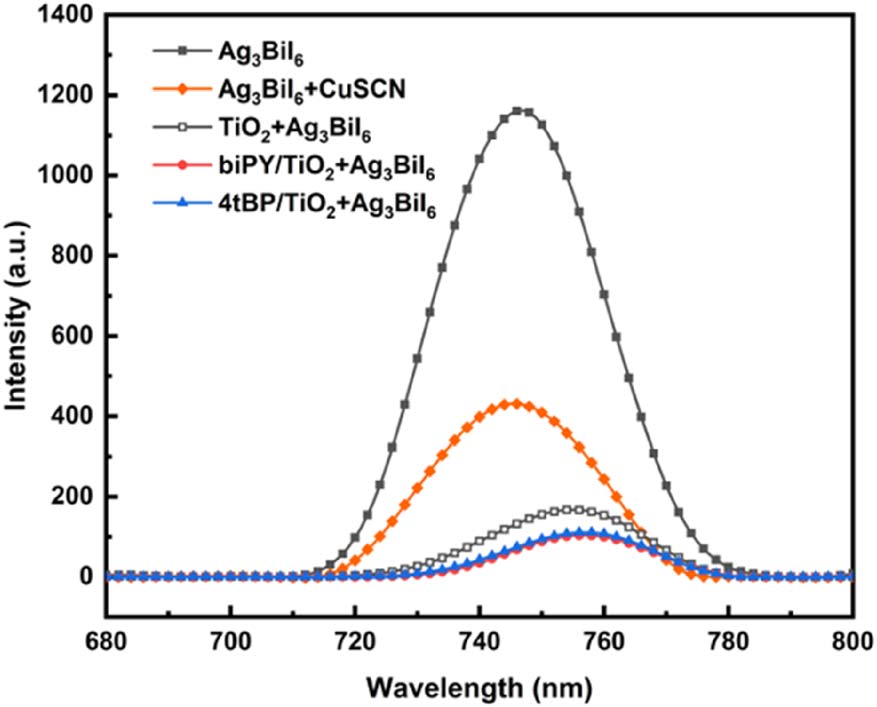 1400
1200
1000
800
600
400
200
0
Intensity (a.u.)
Ag₃BiI₆
Ag₃BiI₆+CuSCN
TiO₂+Ag₃BiI₆
biPY/TiO₂+Ag₃BiI₆
4tBP/TiO₂+Ag₃BiI₆
680 700 720 740 760 780 800
Wavelength (nm)